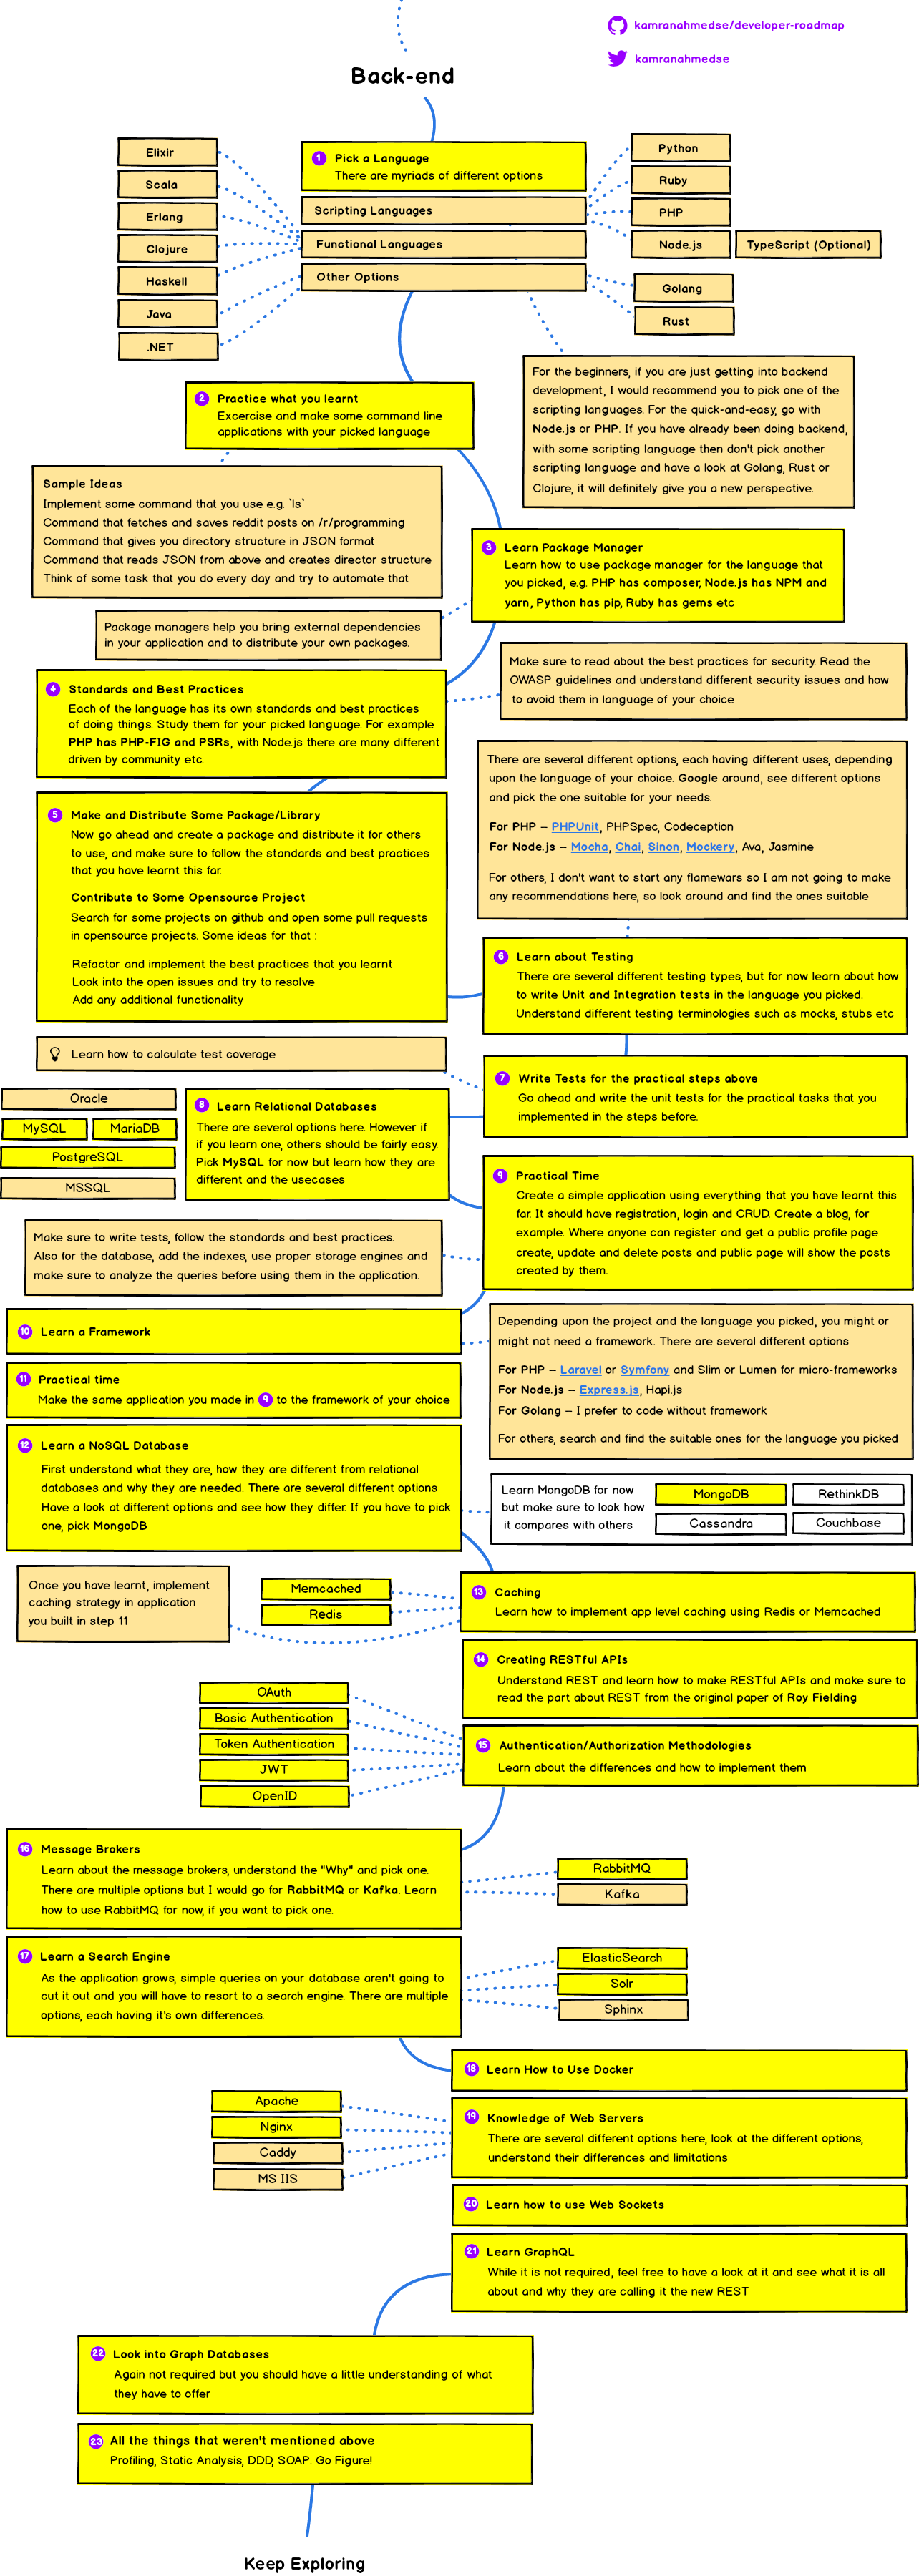 kamranahmedse/developer-roadmap
kamranahmedse
Back-end
Elixir
Scala
Erlang
Clojure
Haskell
Java
.NET
1 Pick a Language
There are myriads of different options
Scripting Languages
Functional Languages
Other Options
Python
Ruby
PHP
Node.js
TypeScript (Optional)
Golang
Rust
For the beginners, if you are just getting into backend
development, I would recommend you to pick one of the
scripting languages. For the quick-and-easy, go with
Node.js or PHP. If you have already been doing backend,
with some scripting language then don't pick another
scripting language and have a look at Golang, Rust or
Clojure, it will definitely give you a new perspective.
2 Practice what you learnt
Excercise and make some command line
applications with your picked language
Sample Ideas
Implement some command that you use e.g. `ls`
Command that fetches and saves reddit posts on /r/programming
Command that gives you directory structure in JSON format
Command that reads JSON from above and creates director structure
Think of some task that you do every day and try to automate that
3 Learn Package Manager
Learn how to use package manager for the language that
you picked, e.g. PHP has composer, Node.js has NPM and
yarn, Python has pip, Ruby has gems etc
Package managers help you bring external dependencies
in your application and to distribute your own packages.
4 Standards and Best Practices
Each of the language has its own standards and best practices
of doing things. Study them for your picked language. For example
PHP has PHP-FIG and PSRs, with Node.js there are many different
driven by community etc.
Make sure to read about the best practices for security. Read the
OWASP guidelines and understand different security issues and how
to avoid them in language of your choice
5 Make and Distribute Some Package/Library
Now go ahead and create a package and distribute it for others
to use, and make sure to follow the standards and best practices
that you have learnt this far.
Contribute to Some Opensource Project
Search for some projects on github and open some pull requests
in opensource projects. Some ideas for that :
Refactor and implement the best practices that you learnt
Look into the open issues and try to resolve
Add any additional functionality
There are several different options, each having different uses, depending
upon the language of your choice. Google around, see different options
and pick the one suitable for your needs.
For PHP – PHPUnit, PHPSpec, Codeception
For Node.js – Mocha, Chai, Sinon, Mockery, Ava, Jasmine
For others, I don't want to start any flamewars so I am not going to make
any recommendations here, so look around and find the ones suitable
6 Learn about Testing
There are several different testing types, but for now learn about how
to write Unit and Integration tests in the language you picked.
Understand different testing terminologies such as mocks, stubs etc
Learn how to calculate test coverage
7 Write Tests for the practical steps above
Go ahead and write the unit tests for the practical tasks that you
implemented in the steps before.
Oracle
MySQL
MariaDB
PostgreSQL
MSSQL
8 Learn Relational Databases
There are several options here. However if
if you learn one, others should be fairly easy.
Pick MySQL for now but learn how they are
different and the usecases
9 Practical Time
Create a simple application using everything that you have learnt this
far. It should have registration, login and CRUD. Create a blog, for
example. Where anyone can register and get a public profile page
create, update and delete posts and public page will show the posts
created by them.
Make sure to write tests, follow the standards and best practices.
Also for the database, add the indexes, use proper storage engines and
make sure to analyze the queries before using them in the application.
10 Learn a Framework
Depending upon the project and the language you picked, you might or
might not need a framework. There are several different options
For PHP – Laravel or Symfony and Slim or Lumen for micro-frameworks
For Node.js – Express.js, Hapi.js
For Golang – I prefer to code without framework
For others, search and find the suitable ones for the language you picked
11 Practical time
Make the same application you made in 9 to the framework of your choice
12 Learn a NoSQL Database
First understand what they are, how they are different from relational
databases and why they are needed. There are several different options
Have a look at different options and see how they differ. If you have to pick
one, pick MongoDB
Learn MongoDB for now
but make sure to look how
it compares with others
MongoDB
RethinkDB
Cassandra
Couchbase
Once you have learnt, implement
caching strategy in application
you built in step 11
Memcached
Redis
13 Caching
Learn how to implement app level caching using Redis or Memcached
14 Creating RESTful APIs
Understand REST and learn how to make RESTful APIs and make sure to
read the part about REST from the original paper of Roy Fielding
OAuth
Basic Authentication
Token Authentication
JWT
OpenID
15 Authentication/Authorization Methodologies
Learn about the differences and how to implement them
16 Message Brokers
Learn about the message brokers, understand the "Why" and pick one.
There are multiple options but I would go for RabbitMQ or Kafka. Learn
how to use RabbitMQ for now, if you want to pick one.
RabbitMQ
Kafka
17 Learn a Search Engine
As the application grows, simple queries on your database aren't going to
cut it out and you will have to resort to a search engine. There are multiple
options, each having it's own differences.
ElasticSearch
Solr
Sphinx
18 Learn How to Use Docker
Apache
Nginx
Caddy
MS IIS
19 Knowledge of Web Servers
There are several different options here, look at the different options,
understand their differences and limitations
20 Learn how to use Web Sockets
21 Learn GraphQL
While it is not required, feel free to have a look at it and see what it is all
about and why they are calling it the new REST
22 Look into Graph Databases
Again not required but you should have a little understanding of what
they have to offer
23 All the things that weren't mentioned above
Profiling, Static Analysis, DDD, SOAP. Go Figure!
Keep Exploring